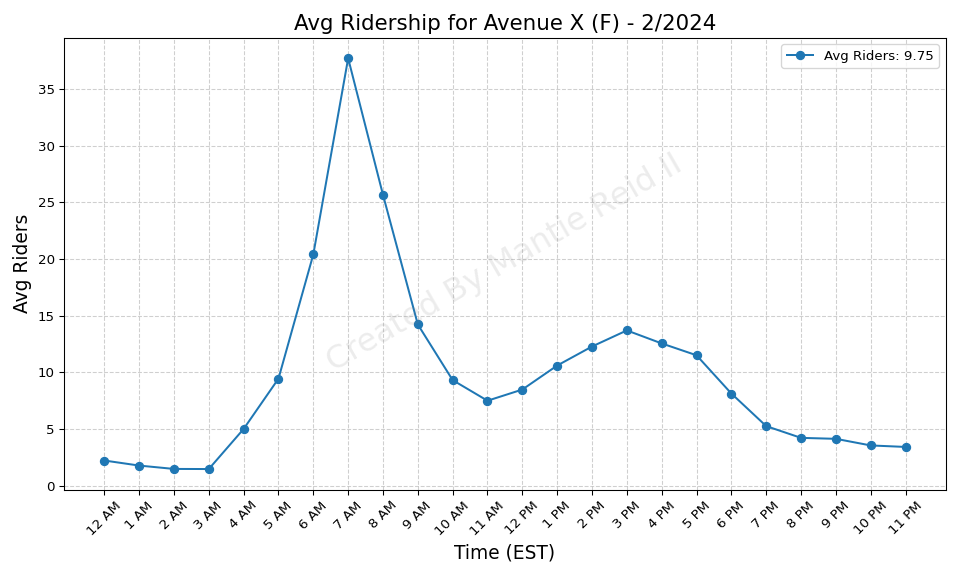 Avg Ridership for Avenue X (F) - 2/2024
Avg Riders: 9.75
Avg Riders
35
30
25
20
15
10
5
0
Created By Mantle Reid II
12 AM
1 AM
2 AM
3 AM
4 AM
5 AM
6 AM
7 AM
8 AM
9 AM
10 AM
11 AM
12 PM
1 PM
2 PM
3 PM
4 PM
5 PM
6 PM
7 PM
8 PM
9 PM
10 PM
11 PM
Time (EST)